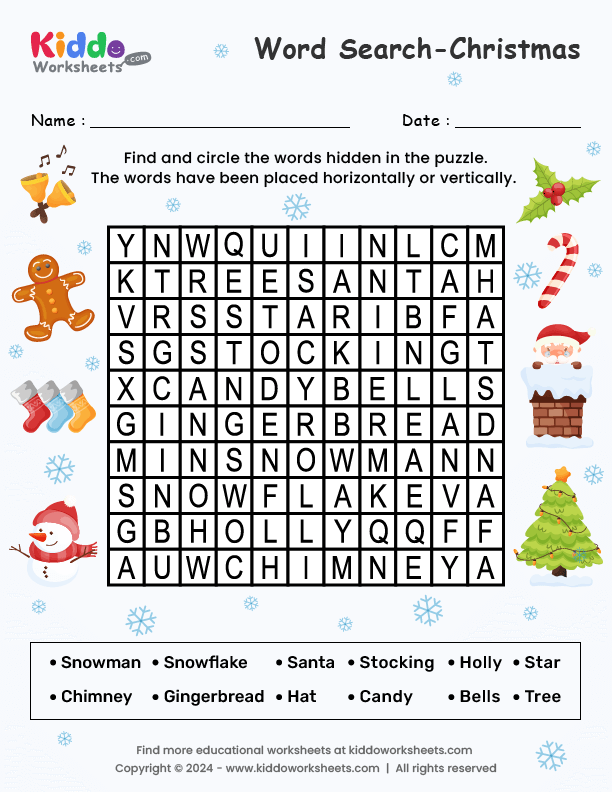 Kiddo
Worksheets .com
Word Search-Christmas
Name : Date :
Find and circle the words hidden in the puzzle.
The words have been placed horizontally or vertically.
Y N W Q U I I N L C M
K T R E E S A N T A H
V R S S T A R I B F A
S G S T O C K I N G T
X C A N D Y B E L L S
G I N G E R B R E A D
M I N S N O W M A N N
S N O W F L A K E V A
G B H O L L Y Q Q F F
A U W C H I M N E Y A
• Snowman • Snowflake • Santa • Stocking • Holly • Star
• Chimney • Gingerbread • Hat • Candy • Bells • Tree
Find more educational worksheets at kiddoworksheets.com
Copyright © 2024 - www.kiddoworksheets.com | All rights reserved